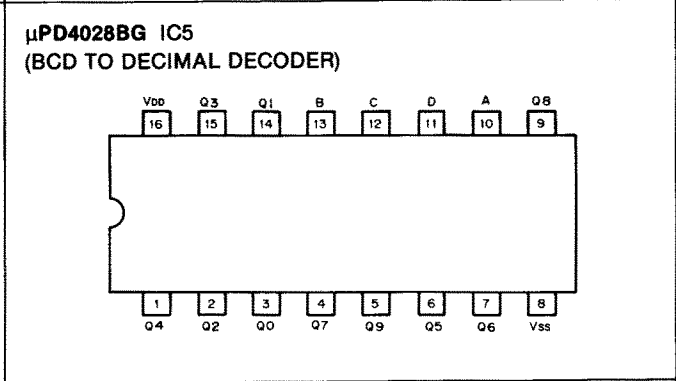 μPD4028BG IC5
(BCD TO DECIMAL DECODER)
VDD Q3 Q1 B C D A Q8
16 15 14 13 12 11 10 9
1 2 3 4 5 6 7 8
Q4 Q2 Q0 Q7 Q9 Q5 Q6 Vss